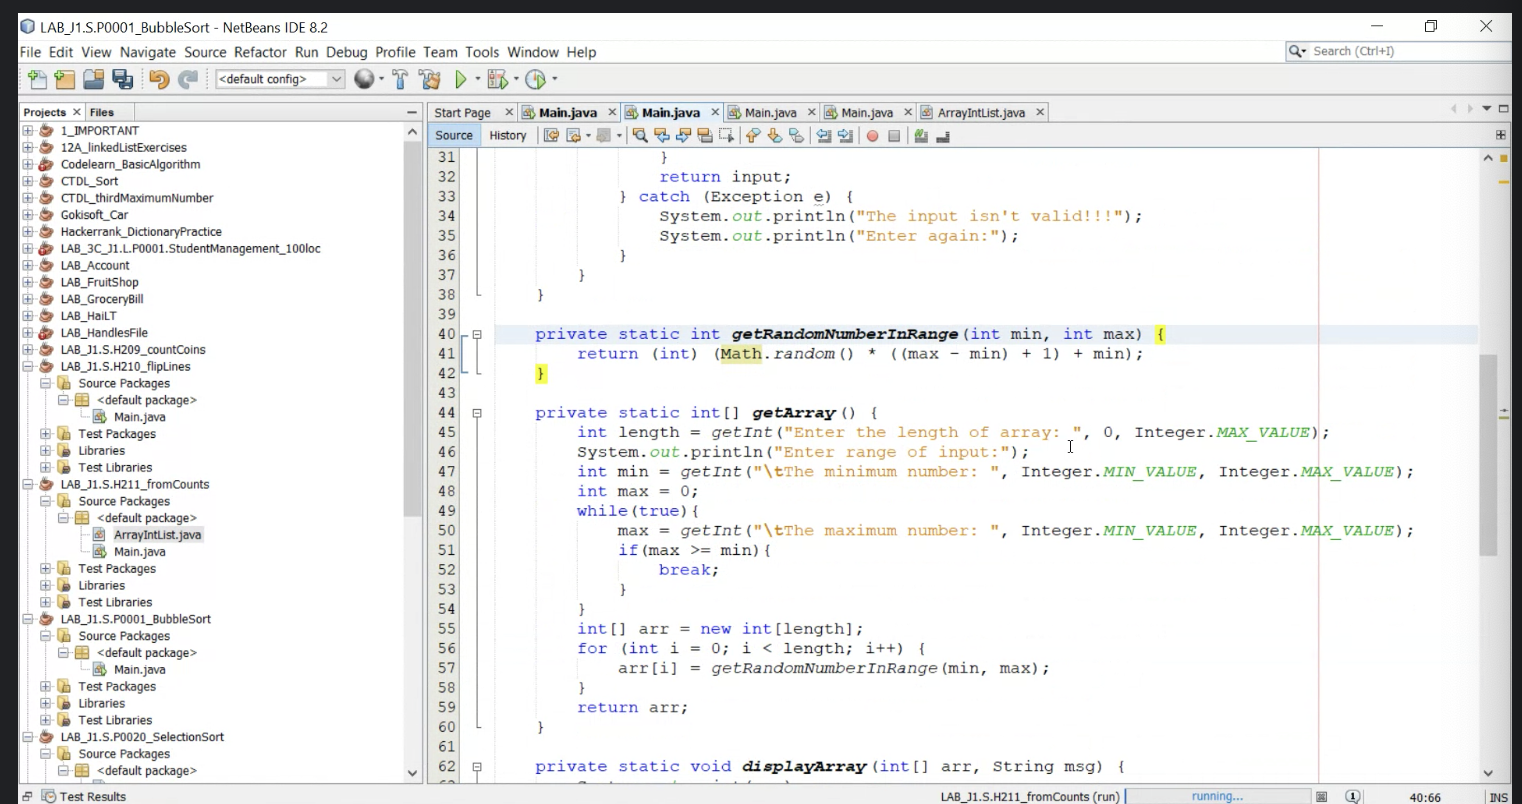 LAB_J1.S.P0001_BubbleSort - NetBeans IDE 8.2
File Edit View Navigate Source Refactor Run Debug Profile Team Tools Window Help
Search (Ctrl+I)
<default config>
Projects Files
1_IMPORTANT
12A_linkedListExercises
Codelearn_BasicAlgorithm
CTDL_Sort
CTDL_thirdMaximumNumber
Gokisoft_Car
Hackerrank_DictionaryPractice
LAB_3C_J1.L.P0001.StudentManagement_100loc
LAB_Account
LAB_FruitShop
LAB_GroceryBill
LAB_HaiLT
LAB_HandlesFile
LAB_J1.S.H209_countCoins
LAB_J1.S.H210_flipLines
Source Packages
<default package>
Main.java
Test Packages
Libraries
Test Libraries
LAB_J1.S.H211_fromCounts
Source Packages
<default package>
ArrayIntList.java
Main.java
Test Packages
Libraries
Test Libraries
LAB_J1.S.P0001_BubbleSort
Source Packages
<default package>
Main.java
Test Packages
Libraries
Test Libraries
LAB_J1.S.P0020_SelectionSort
Source Packages
<default package>
Start Page Main.java Main.java Main.java Main.java ArrayIntList.java
Source History
31 }
32 return input;
33 } catch (Exception e) {
34 System.out.println("The input isn't valid!!!");
35 System.out.println("Enter again:");
36 }
37 }
38 }
39
40 private static int getRandomNumberInRange(int min, int max) {
41 return (int) (Math.random() * ((max - min) + 1) + min);
42 }
43
44 private static int[] getArray() {
45 int length = getInt("Enter the length of array: ", 0, Integer.MAX_VALUE);
46 System.out.println("Enter range of input:");
47 int min = getInt("\tThe minimum number: ", Integer.MIN_VALUE, Integer.MAX_VALUE);
48 int max = 0;
49 while(true){
50 max = getInt("\tThe maximum number: ", Integer.MIN_VALUE, Integer.MAX_VALUE);
51 if(max >= min){
52 break;
53 }
54 }
55 int[] arr = new int[length];
56 for (int i = 0; i < length; i++) {
57 arr[i] = getRandomNumberInRange(min, max);
58 }
59 return arr;
60 }
61
62 private static void displayArray(int[] arr, String msg) {
Test Results
LAB_J1.S.H211_fromCounts (run) running... 1 40:66 INS